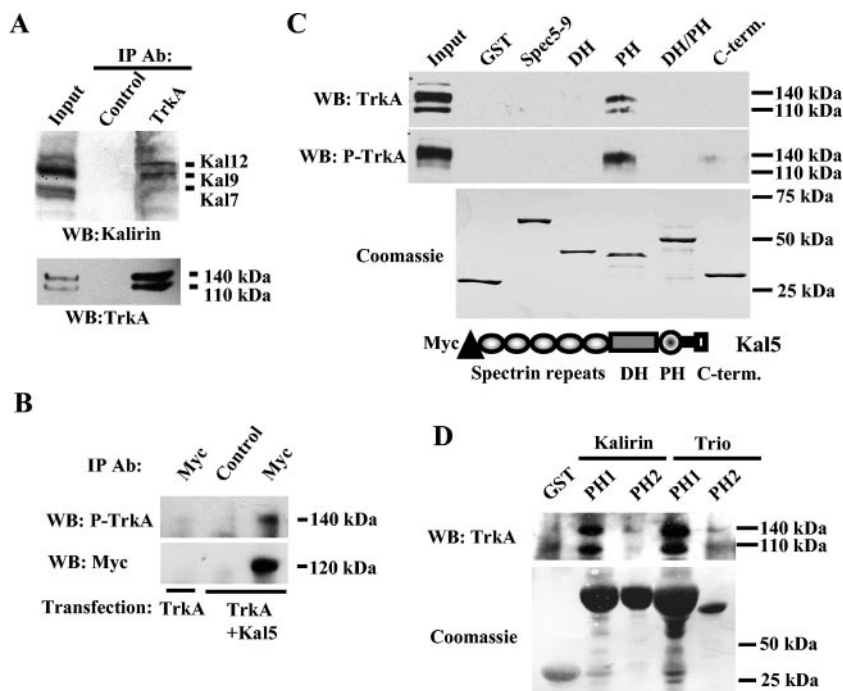 A
IP Ab:
Input
Control
TrkA
Kal12
Kal9
Kal7
WB:Kalirin
140 kDa
110 kDa
WB:TrkA
B
IP Ab:
Myc
Control
Myc
WB: P-TrkA
140 kDa
WB: Myc
120 kDa
Transfection: TrkA TrkA
+Kal5
C
Input
GST
Spec5-9
DH
PH
DH/PH
C-term.
WB: TrkA
140 kDa
110 kDa
WB: P-TrkA
140 kDa
110 kDa
75 kDa
Coomassie
50 kDa
25 kDa
Myc
Kal5
Spectrin repeats DH PH C-term.
D
Kalirin Trio
GST
PH1
PH2
PH1
PH2
WB: TrkA
140 kDa
110 kDa
Coomassie
50 kDa
25 kDa